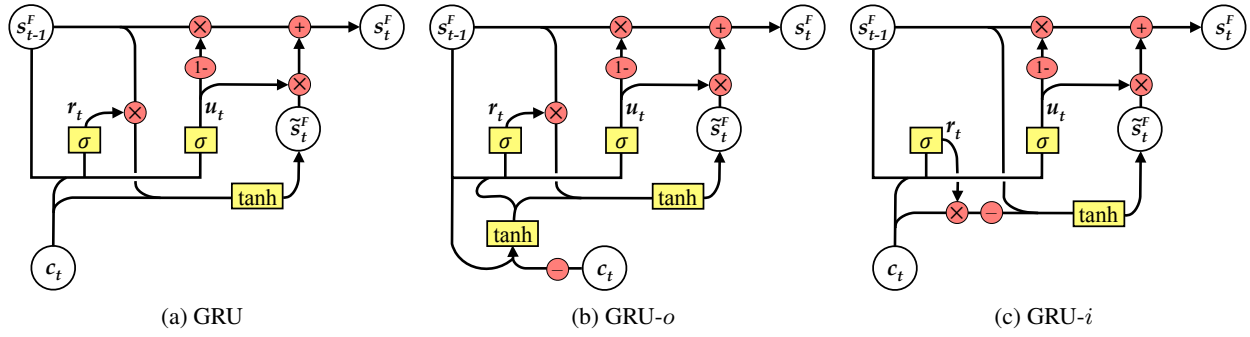 s^F_{t-1} × + s^F_t
1-
r_t × u_t ×
σ σ s̃^F_t
tanh
c_t
(a) GRU
s^F_{t-1} × + s^F_t
1-
r_t × u_t ×
σ σ s̃^F_t
tanh
tanh
− c_t
(b) GRU-o
s^F_{t-1} × + s^F_t
1-
× u_t
σ r_t σ s̃^F_t
× − tanh
c_t
(c) GRU-i